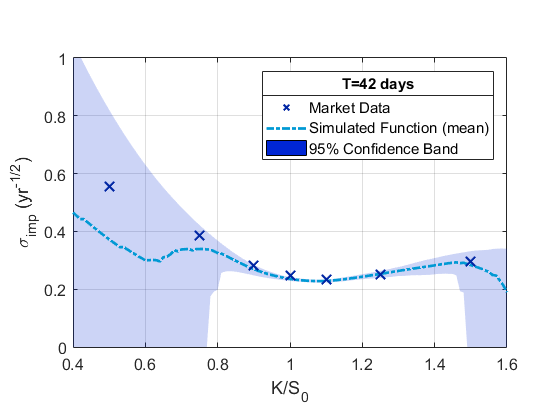 T=42 days
Market Data
Simulated Function (mean)
95% Confidence Band
1
0.8
0.6
0.4
0.2
0
σimp (yr-1/2)
0.4 0.6 0.8 1 1.2 1.4 1.6
K/S0